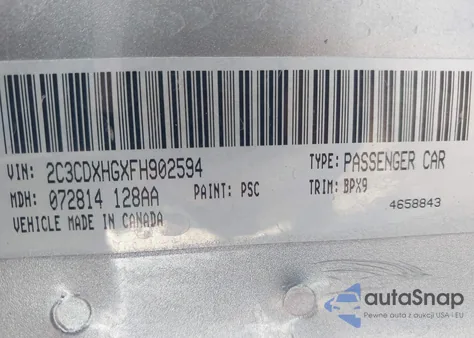 VIN: 2C3CDXHGXFH902594 TYPE: PASSENGER CAR
MDH: 072814 128AA PAINT: PSC TRIM: BPX9
VEHICLE MADE IN CANADA 4658843
autoSnap
Pewne auta z aukcji USA - EU